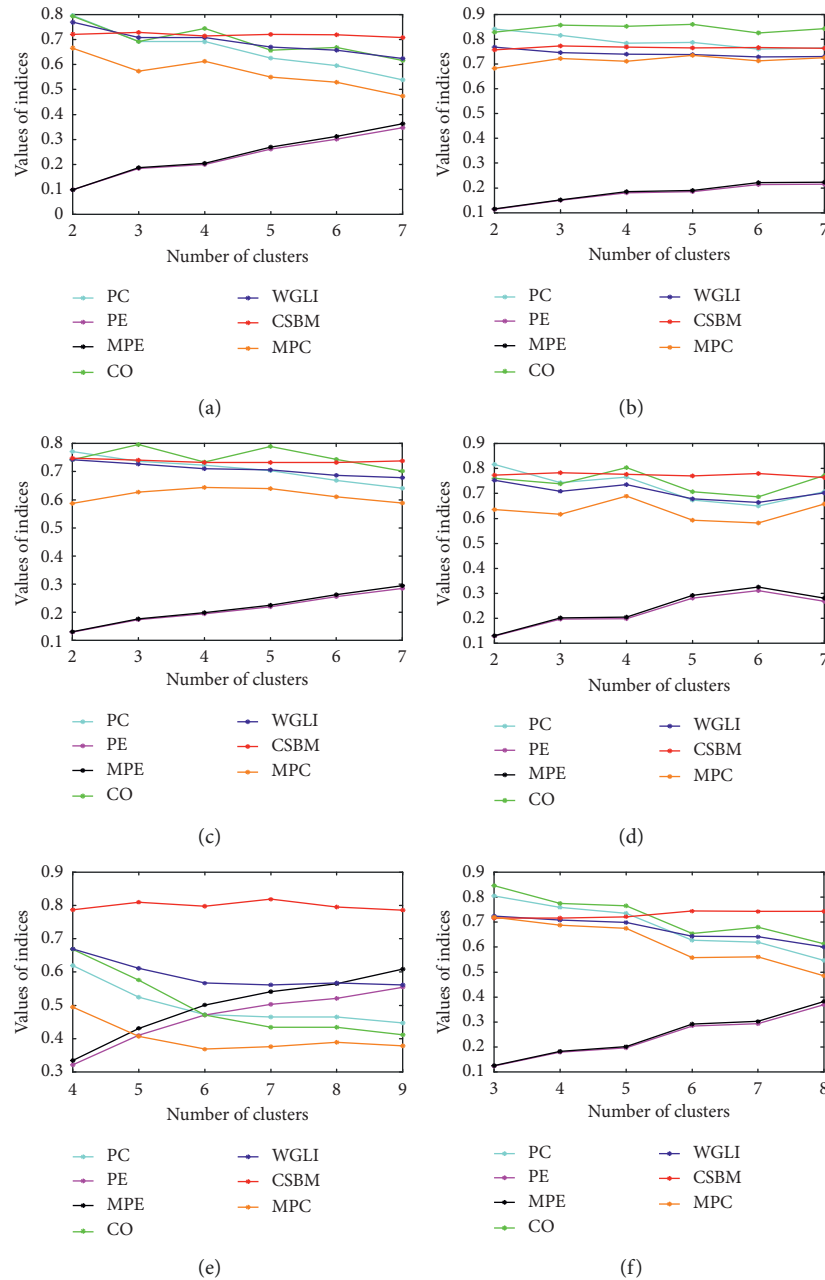 0.8
0.7
0.6
0.5
0.4
0.3
0.2
0.1
0
Values of indices
2 3 4 5 6 7
Number of clusters
PC
PE
MPE
CO
WGLI
CSBM
MPC
(a)
0.9
0.8
0.7
0.6
0.5
0.4
0.3
0.2
0.1
Values of indices
2 3 4 5 6 7
Number of clusters
PC
PE
MPE
CO
WGLI
CSBM
MPC
(b)
0.8
0.7
0.6
0.5
0.4
0.3
0.2
0.1
Values of indices
2 3 4 5 6 7
Number of clusters
PC
PE
MPE
CO
WGLI
CSBM
MPC
(c)
0.9
0.8
0.7
0.6
0.5
0.4
0.3
0.2
0.1
Values of indices
2 3 4 5 6 7
Number of clusters
PC
PE
MPE
CO
WGLI
CSBM
MPC
(d)
0.9
0.8
0.7
0.6
0.5
0.4
0.3
Values of indices
4 5 6 7 8 9
Number of clusters
PC
PE
MPE
CO
WGLI
CSBM
MPC
(e)
0.9
0.8
0.7
0.6
0.5
0.4
0.3
0.2
0.1
Values of indices
3 4 5 6 7 8
Number of clusters
PC
PE
MPE
CO
WGLI
CSBM
MPC
(f)